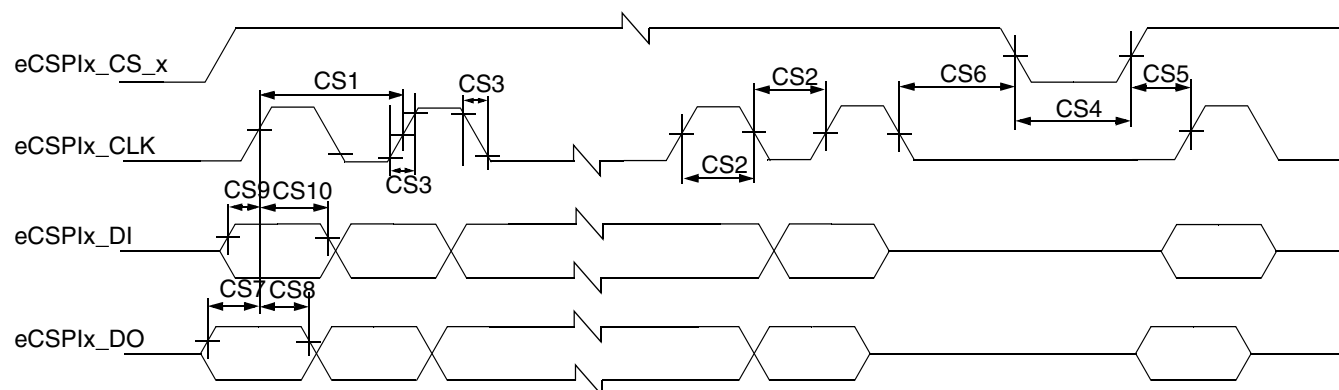 eCSPIx_CS_x
CS1
CS3
CS2
CS6
CS5
CS4
eCSPIx_CLK
CS3
CS2
CS9
CS10
eCSPIx_DI
CS7
CS8
eCSPIx_DO